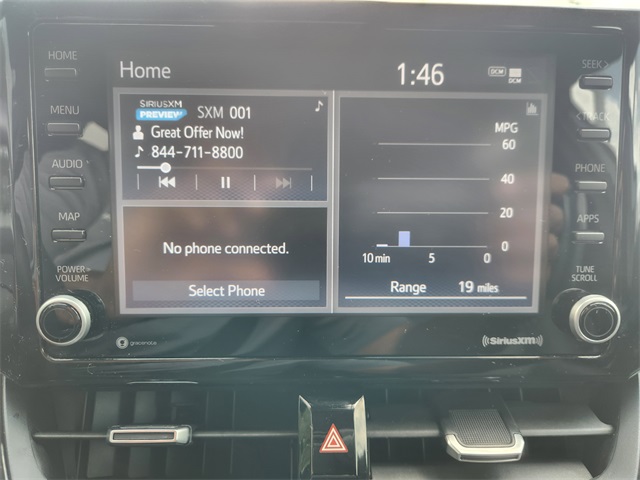 HOME
MENU
AUDIO
MAP
POWER>
VOLUME
Home
1:46
DCM
DCM
SIRIUSXM
PREVIEW
SXM 001
Great Offer Now!
844-711-8800
No phone connected.
Select Phone
MPG
60
40
20
0
10 min 5 0
Range 19 miles
SEEK>
<TRACK
PHONE
APPS
TUNE
SCROLL
gracenote
SiriusXM